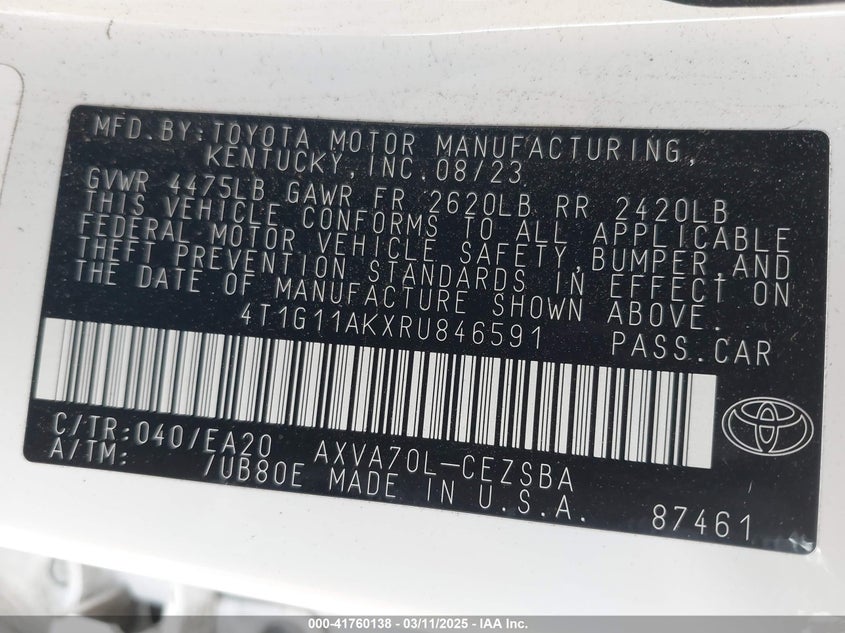 MFD.BY:TOYOTA MOTOR MANUFACTURING,
KENTUCKY,INC.08/23
GVWR 4475LB GAWR FR 2620LB RR 2420LB
THIS VEHICLE CONFORMS TO ALL APPLICABLE
FEDERAL MOTOR VEHICLE SAFETY,BUMPER,AND
THEFT PREVENTION STANDARDS IN EFFECT ON
THE DATE OF MANUFACTURE SHOWN ABOVE.
4T1G11AKXRU846591 PASS.CAR
C/TR:040/EA20 AXVA70L-CEZSBA
A/TM: /UB80E MADE IN U.S.A.
87461
000-41760138 - 03/11/2025 - IAA Inc.